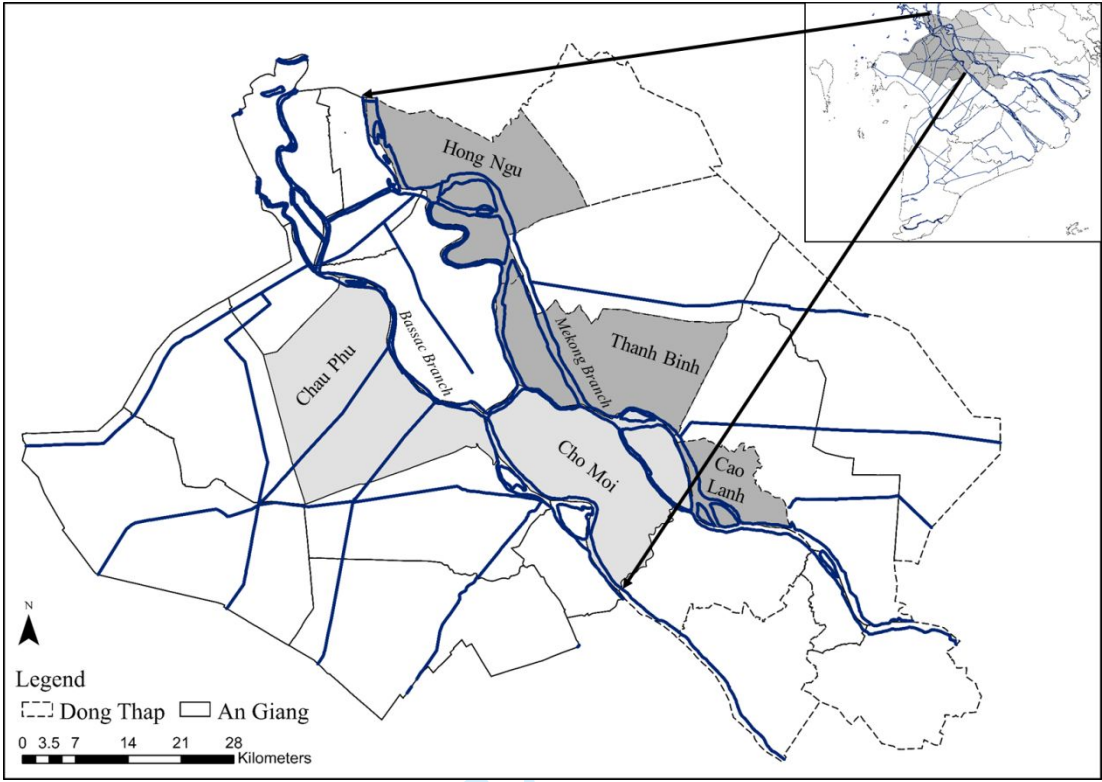 Hong Ngu
Bassac Branch
Mekong Branch
Thanh Binh
Chau Phu
Cho Moi
Cao
Lanh
N
Legend
Dong Thap An Giang
0 3.5 7 14 21 28
Kilometers